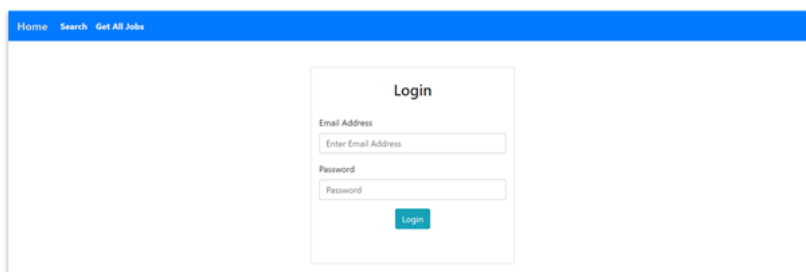 Home Search Get All Jobs
Login
Email Address
Enter Email Address
Password
Password
Login